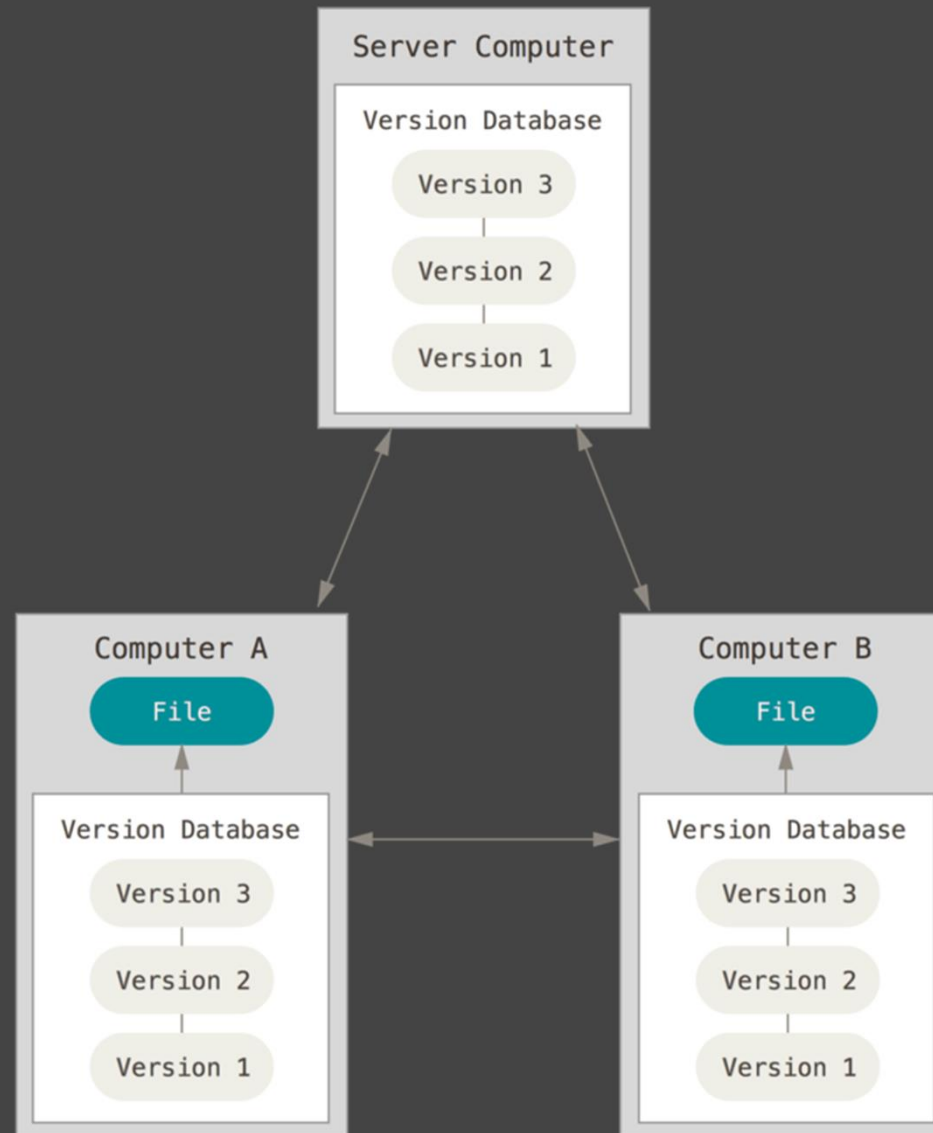 Server Computer
Version Database
Version 3
Version 2
Version 1
Computer A
File
Version Database
Version 3
Version 2
Version 1
Computer B
File
Version Database
Version 3
Version 2
Version 1